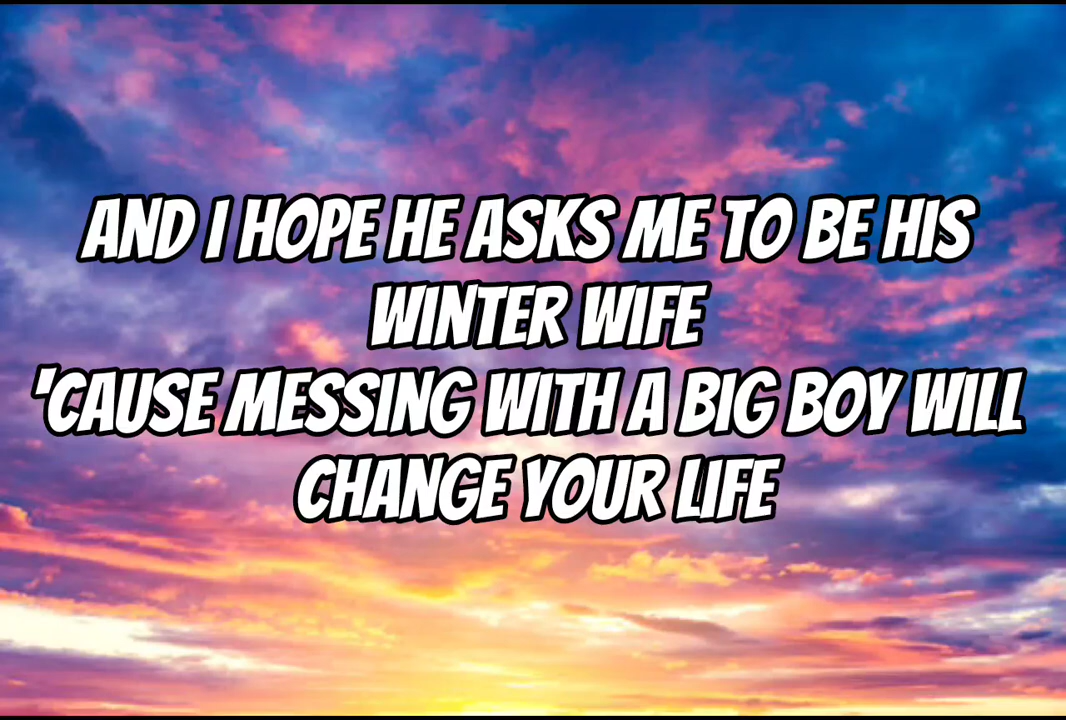 AND I HOPE HE ASKS ME TO BE HIS
WINTER WIFE
'CAUSE MESSING WITH A BIG BOY WILL
CHANGE YOUR LIFE